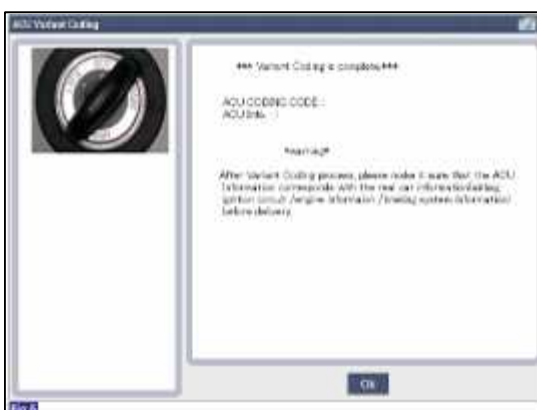 ACU Variant Coding
*** Variant Coding is complete.***
ACU CODING CODE :
ACU Info. :
*warning*
After Variant Coding process, please make it sure that the ACU
Information corresponds with the real car information
ignition circuit /engine information /braking system information)
before delivery
OK
Fig 6